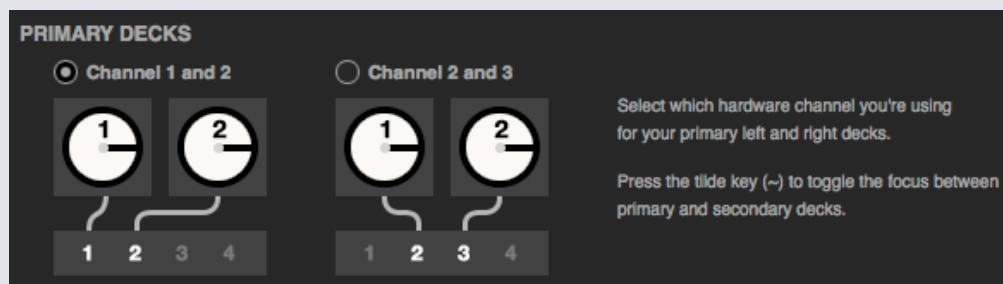 PRIMARY DECKS
Channel 1 and 2
Channel 2 and 3
1 2
1 2
1 2 3 4
1 2 3 4
Select which hardware channel you're using
for your primary left and right decks.
Press the tilde key (~) to toggle the focus between
primary and secondary decks.